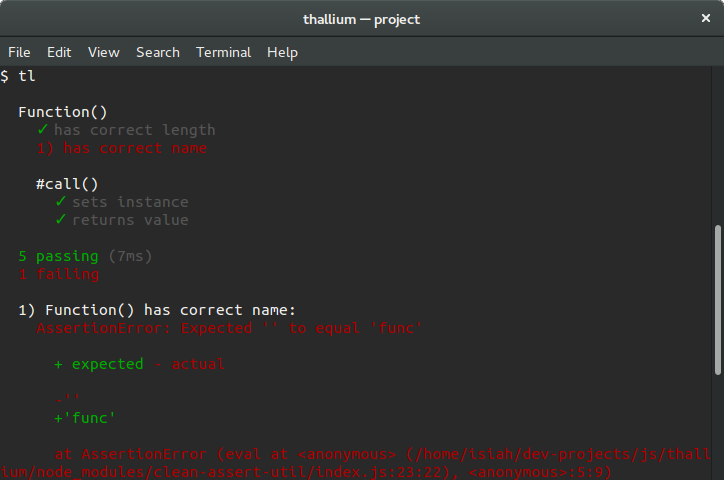 thallium — project
×
File Edit View Search Terminal Help
$ tl
Function()
✓ has correct length
1) has correct name
#call()
✓ sets instance
✓ returns value
5 passing (7ms)
1 failing
1) Function() has correct name:
AssertionError: Expected '' to equal 'func'
+ expected - actual
-''
+'func'
at AssertionError (eval at <anonymous> (/home/isiah/dev-projects/js/thall
ium/node_modules/clean-assert-util/index.js:23:22), <anonymous>:5:9)